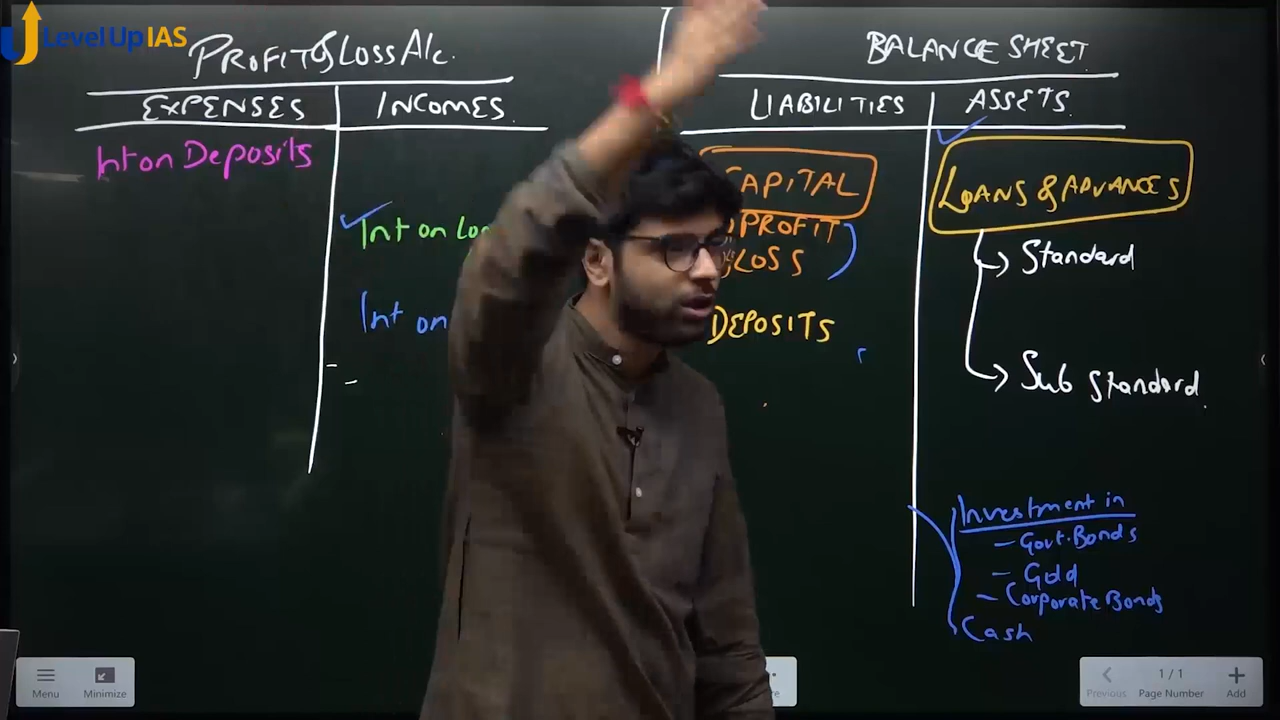 LevelUp IAS
PROFIT & LOSS A/c.
EXPENSES
INCOMES
Int on Deposits
Int on
Int on
BALANCE SHEET
LIABILITIES
ASSETS
CAPITAL
PROFIT
LOSS
DEPOSITS
LOANS & ADVANCES
Standard
Sub Standard.
Investment in
- Govt. Bonds
- Gold
- Corporate Bonds
Cash
Menu
Minimize
Previous
1/1
Page Number
Add